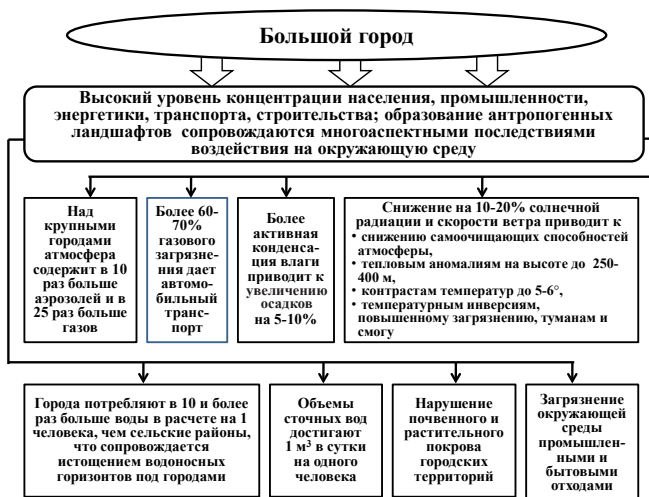 Большой город
Высокий уровень концентрации населения, промышленности,
энергетики, транспорта, строительства; образование антропогенных
ландшафтов сопровождаются многоаспектными последствиями
воздействия на окружающую среду
Над
крупными
городами
атмосфера
содержит в 10
раз больше
аэрозолей и в
25 раз больше
газов
Более 60-
70%
газового
загрязне-
ния дает
автомо-
бильный
транс-
порт
Более
активная
конденса-
ция влаги
приводит к
увеличению
осадков
на 5-10%
Снижение на 10-20% солнечной
радиации и скорости ветра приводит к
• снижению самоочищающих способностей
атмосферы,
• тепловым аномалиям на высоте до 250-
400 м,
• контрастам температур до 5-6°,
• температурным инверсиям,
повышенному загрязнению, туманам и
смогу
Города потребляют в 10 и более
раз больше воды в расчете на 1
человека, чем сельские районы,
что сопровождается
истощением водоносных
горизонтов под городами
Объемы
сточных вод
достигают
1 м³ в сутки
на одного
человека
Нарушение
почвенного и
растительного
покрова
городских
территорий
Загрязнение
окружающей
среды
промышлен-
ными и
бытовыми
отходами